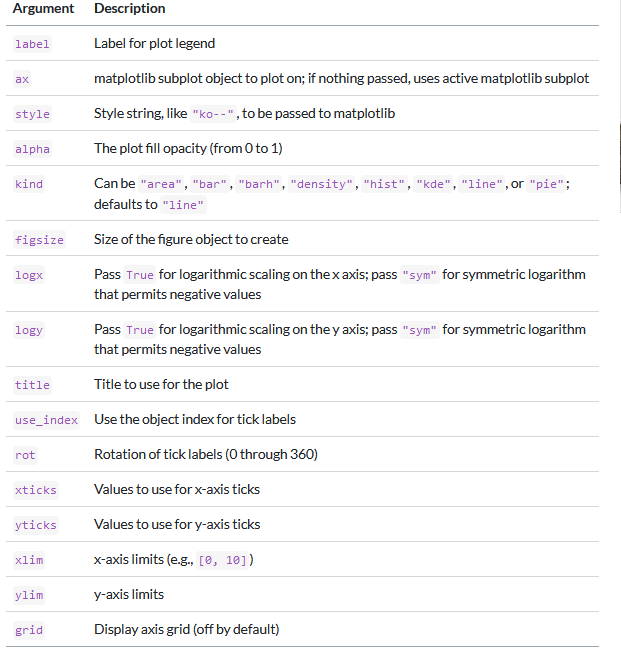 Argument Description
label Label for plot legend
ax matplotlib subplot object to plot on; if nothing passed, uses active matplotlib subplot
style Style string, like "ko--", to be passed to matplotlib
alpha The plot fill opacity (from 0 to 1)
kind Can be "area", "bar", "barh", "density", "hist", "kde", "line", or "pie";
defaults to "line"
figsize Size of the figure object to create
logx Pass True for logarithmic scaling on the x axis; pass "sym" for symmetric logarithm
that permits negative values
logy Pass True for logarithmic scaling on the y axis; pass "sym" for symmetric logarithm
that permits negative values
title Title to use for the plot
use_index Use the object index for tick labels
rot Rotation of tick labels (0 through 360)
xticks Values to use for x-axis ticks
yticks Values to use for y-axis ticks
xlim x-axis limits (e.g., [0, 10])
ylim y-axis limits
grid Display axis grid (off by default)